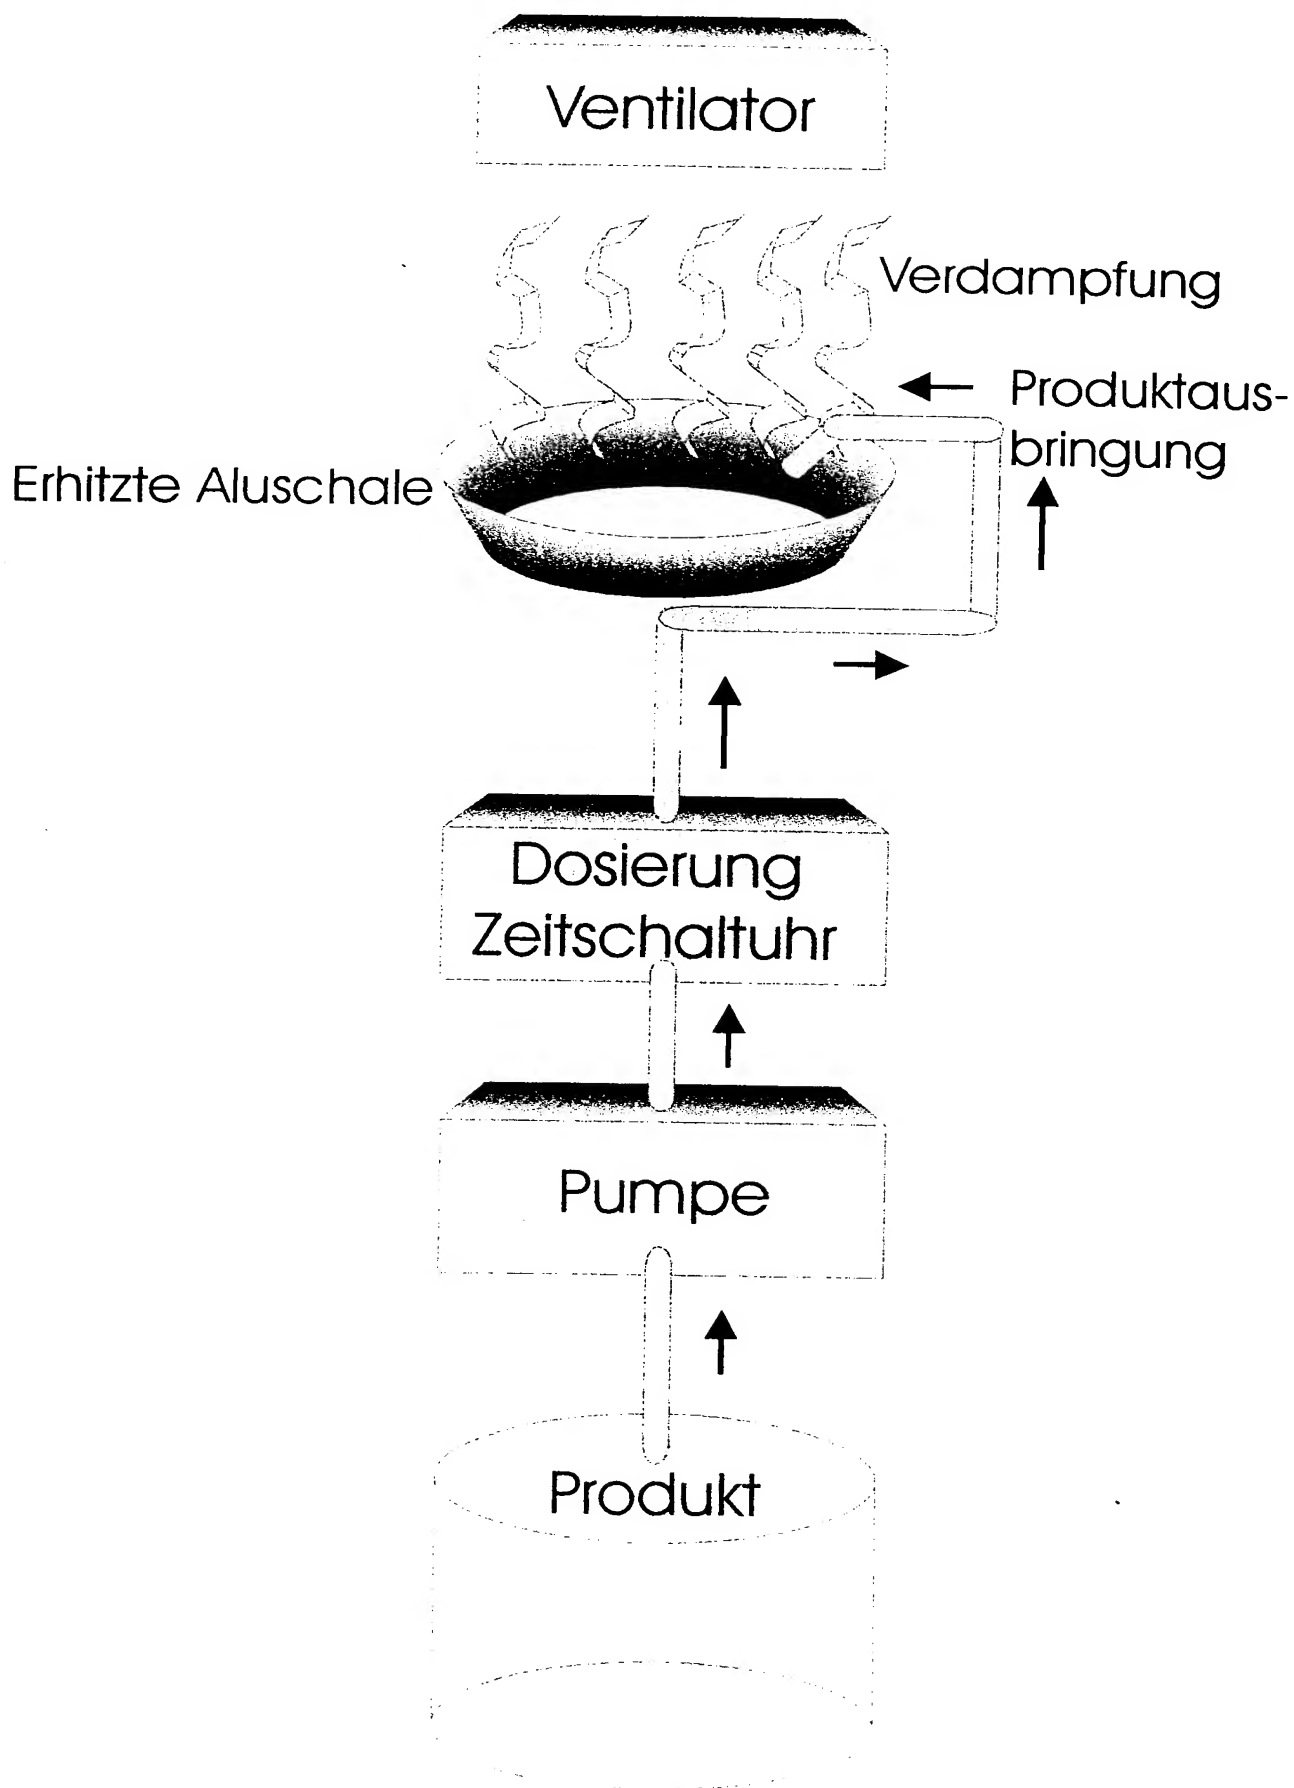 Ventilator
Verdampfung
Produktaus-
bringung
Erhitzte Aluschale
Dosierung
Zeitschaltuhr
Pumpe
Produkt